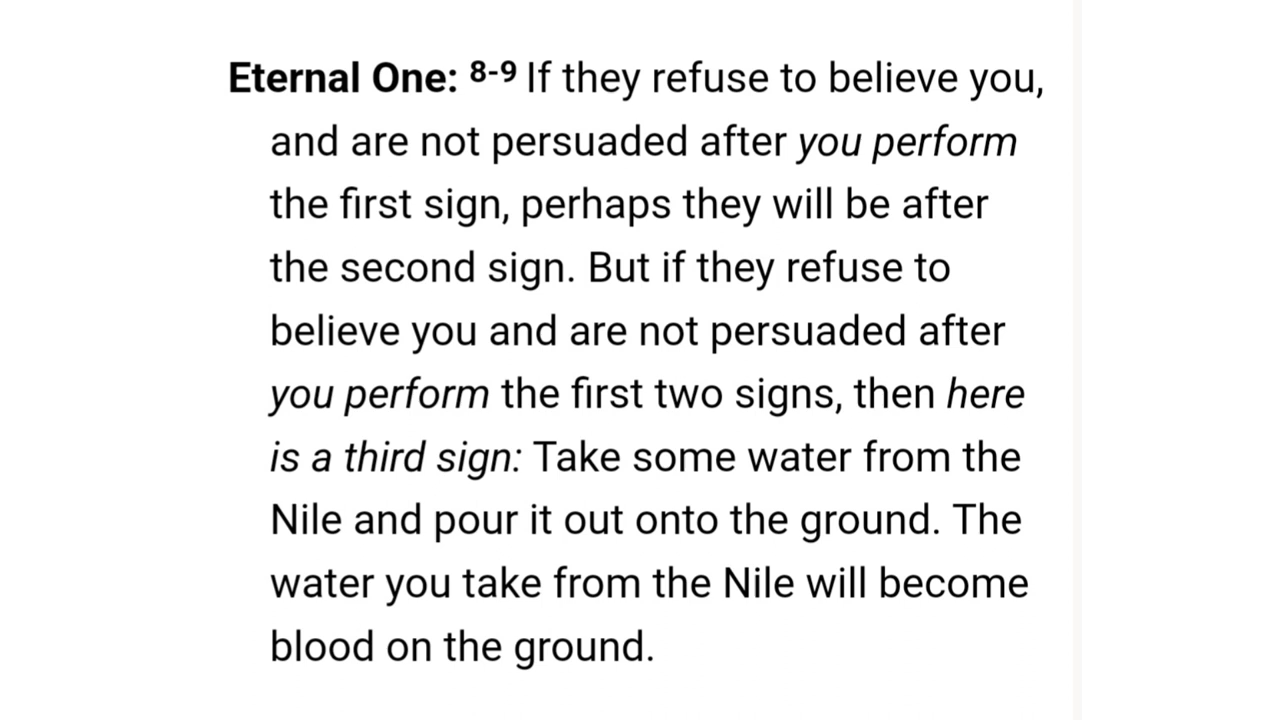 Eternal One: 8-9 If they refuse to believe you,
and are not persuaded after you perform
the first sign, perhaps they will be after
the second sign. But if they refuse to
believe you and are not persuaded after
you perform the first two signs, then here
is a third sign: Take some water from the
Nile and pour it out onto the ground. The
water you take from the Nile will become
blood on the ground.